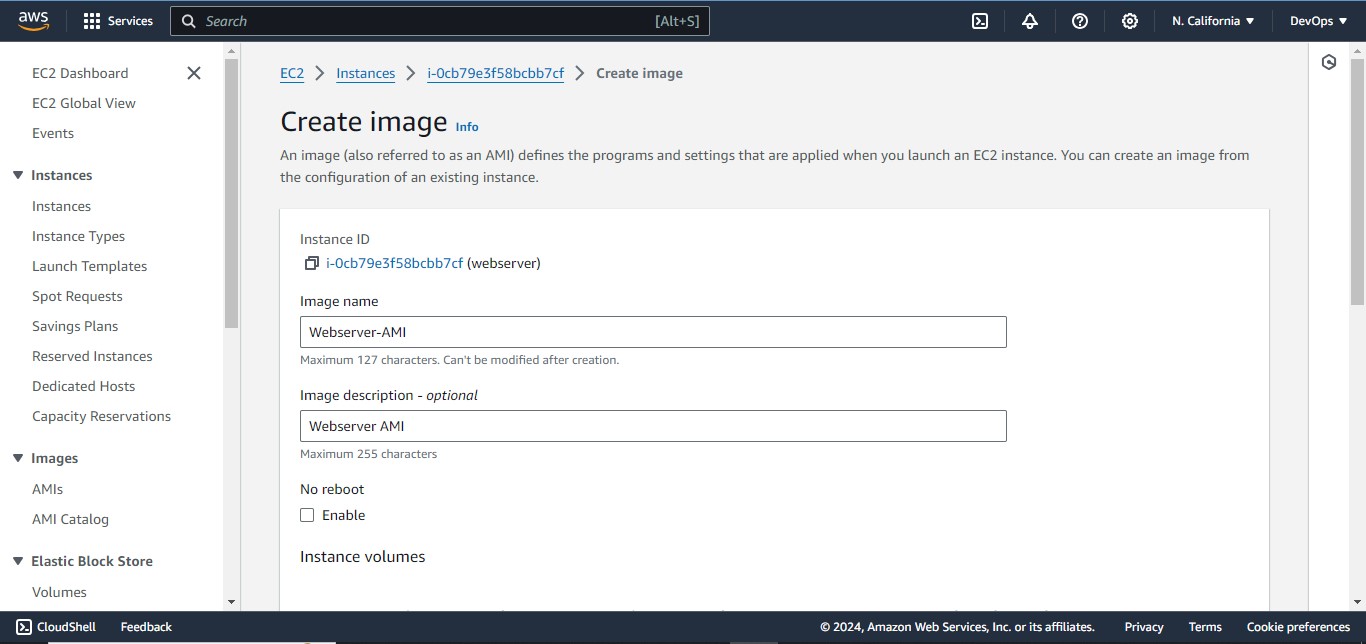 aws
Services
Search
[Alt+S]
N. California
DevOps
EC2 Dashboard
EC2 Global View
Events
Instances
Instances
Instance Types
Launch Templates
Spot Requests
Savings Plans
Reserved Instances
Dedicated Hosts
Capacity Reservations
Images
AMIs
AMI Catalog
Elastic Block Store
Volumes
EC2 > Instances > i-0cb79e3f58bcbb7cf > Create image
Create image Info
An image (also referred to as an AMI) defines the programs and settings that are applied when you launch an EC2 instance. You can create an image from
the configuration of an existing instance.
Instance ID
i-0cb79e3f58bcbb7cf (webserver)
Image name
Webserver-AMI
Maximum 127 characters. Can't be modified after creation.
Image description - optional
Webserver AMI
Maximum 255 characters
No reboot
Enable
Instance volumes
CloudShell
Feedback
© 2024, Amazon Web Services, Inc. or its affiliates.
Privacy
Terms
Cookie preferences